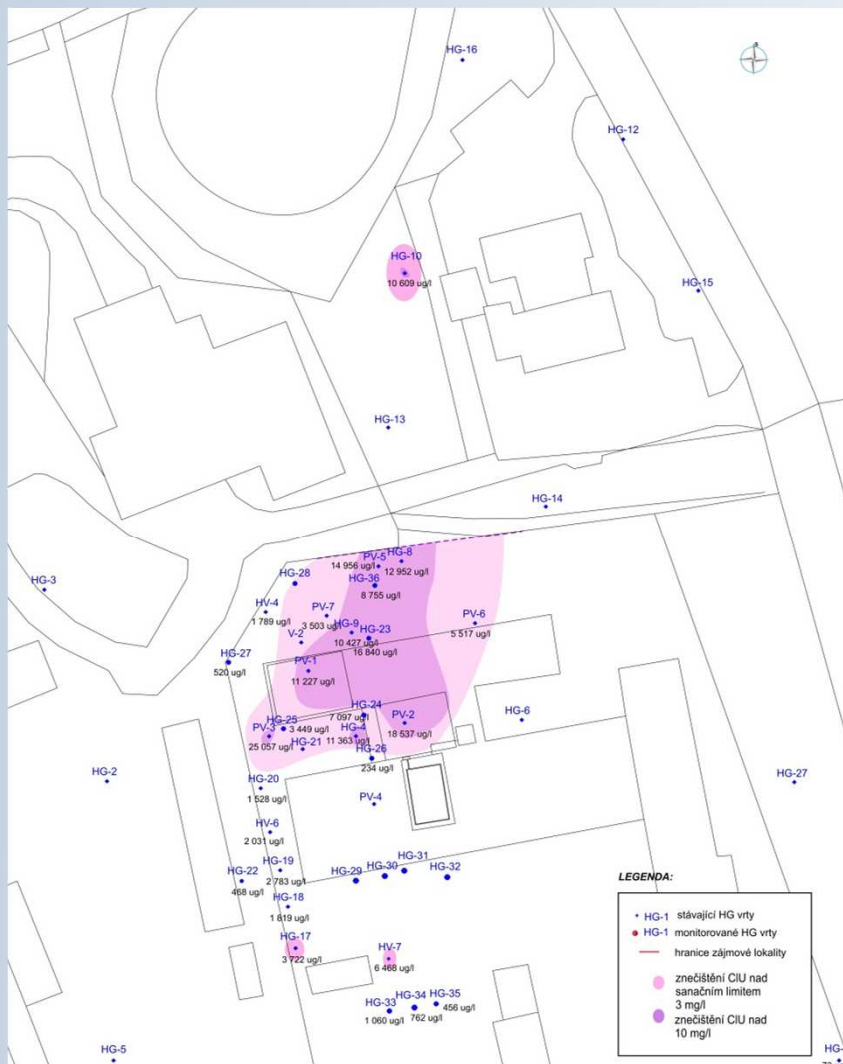 HG-16
HG-12
HG-10
10 609 ug/l
HG-15
HG-13
HG-14
HG-3
PV-5
HG-8
14 956 ug/l
12 952 ug/l
HG-28
HG-36
8 755 ug/l
HV-4
1 789 ug/l
PV-7
3 503 ug/l
PV-6
5 517 ug/l
HG-9
HG-23
10 427 ug/l
16 840 ug/l
V-2
HG-27
520 ug/l
PV-1
11 227 ug/l
HG-24
7 097 ug/l
PV-2
18 537 ug/l
HG-6
HG-25
3 449 ug/l
PV-3
25 057 ug/l
HG-4
11 363 ug/l
HG-21
HG-26
234 ug/l
HG-2
HG-20
1 528 ug/l
PV-4
HG-27
HV-6
2 031 ug/l
HG-19
2 783 ug/l
HG-22
468 ug/l
HG-29
HG-30
HG-31
HG-32
HG-18
1 819 ug/l
HG-17
3 722 ug/l
HV-7
6 468 ug/l
HG-33
1 060 ug/l
HG-34
762 ug/l
HG-35
456 ug/l
HG-5
LEGENDA:
HG-1 stávající HG vrty
HG-1 monitorované HG vrty
hranice zájmové lokality
znečištění ClU nad
sanačním limitem
3 mg/l
znečištění ClU nad
10 mg/l